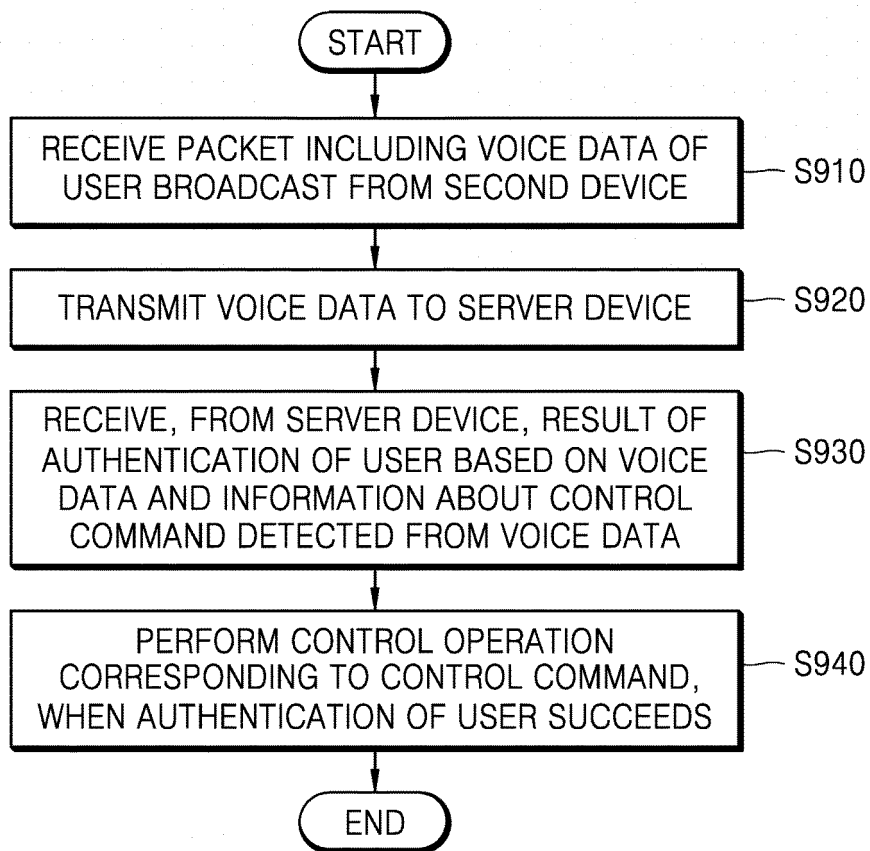 START
RECEIVE PACKET INCLUDING VOICE DATA OF
USER BROADCAST FROM SECOND DEVICE
S910
TRANSMIT VOICE DATA TO SERVER DEVICE
S920
RECEIVE, FROM SERVER DEVICE, RESULT OF
AUTHENTICATION OF USER BASED ON VOICE
DATA AND INFORMATION ABOUT CONTROL
COMMAND DETECTED FROM VOICE DATA
S930
PERFORM CONTROL OPERATION
CORRESPONDING TO CONTROL COMMAND,
WHEN AUTHENTICATION OF USER SUCCEEDS
S940
END